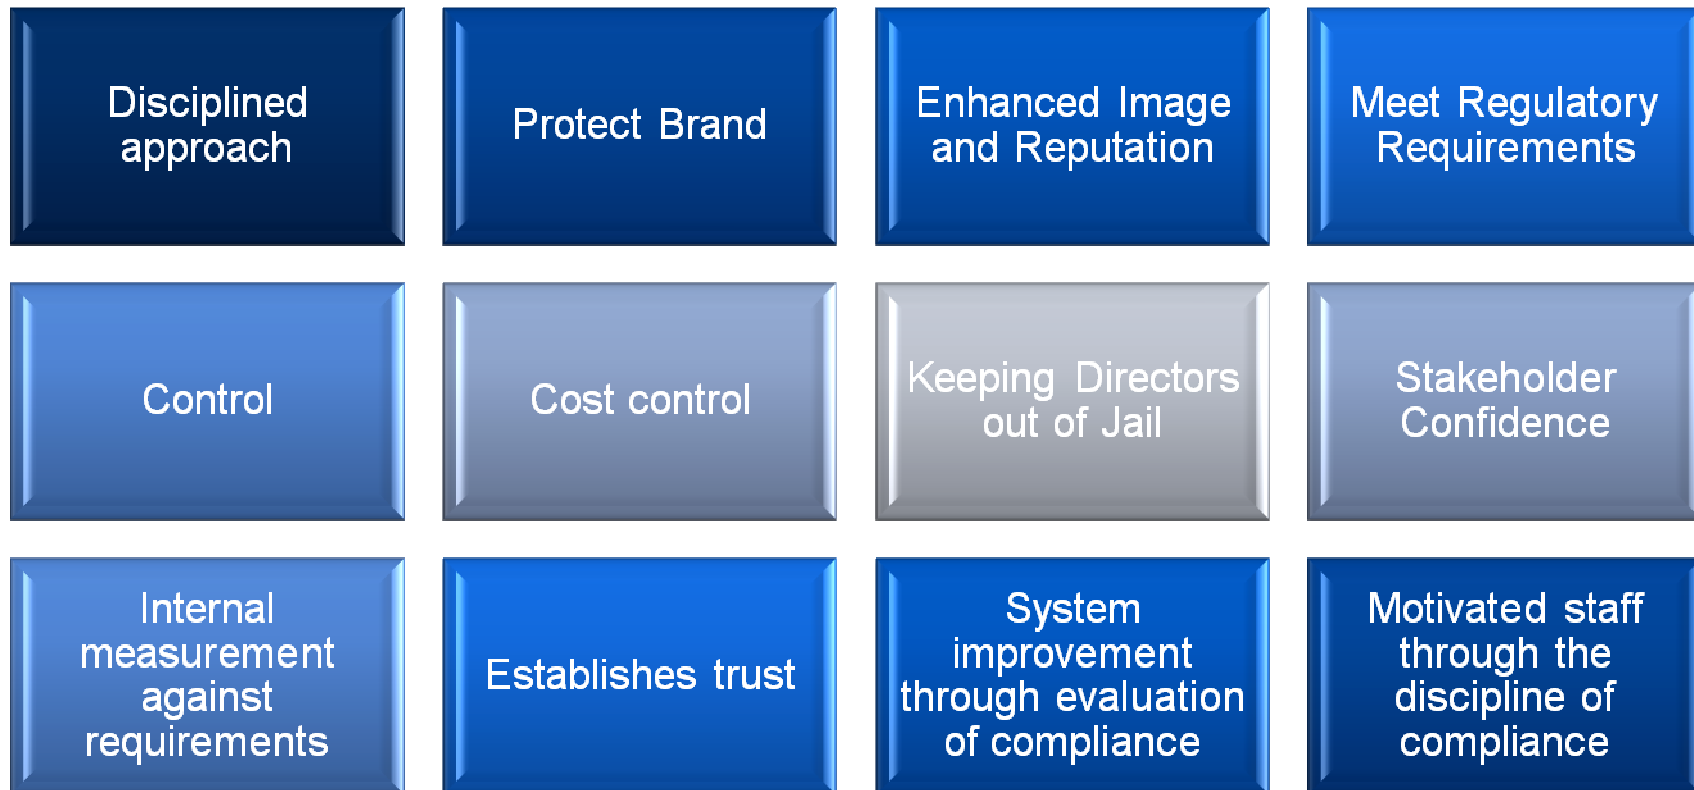 Disciplined
approach
Protect Brand
Enhanced Image
and Reputation
Meet Regulatory
Requirements
Control
Cost control
Keeping Directors
out of Jail
Stakeholder
Confidence
Internal
measurement
against
requirements
Establishes trust
System
improvement
through evaluation
of compliance
Motivated staff
through the
discipline of
compliance